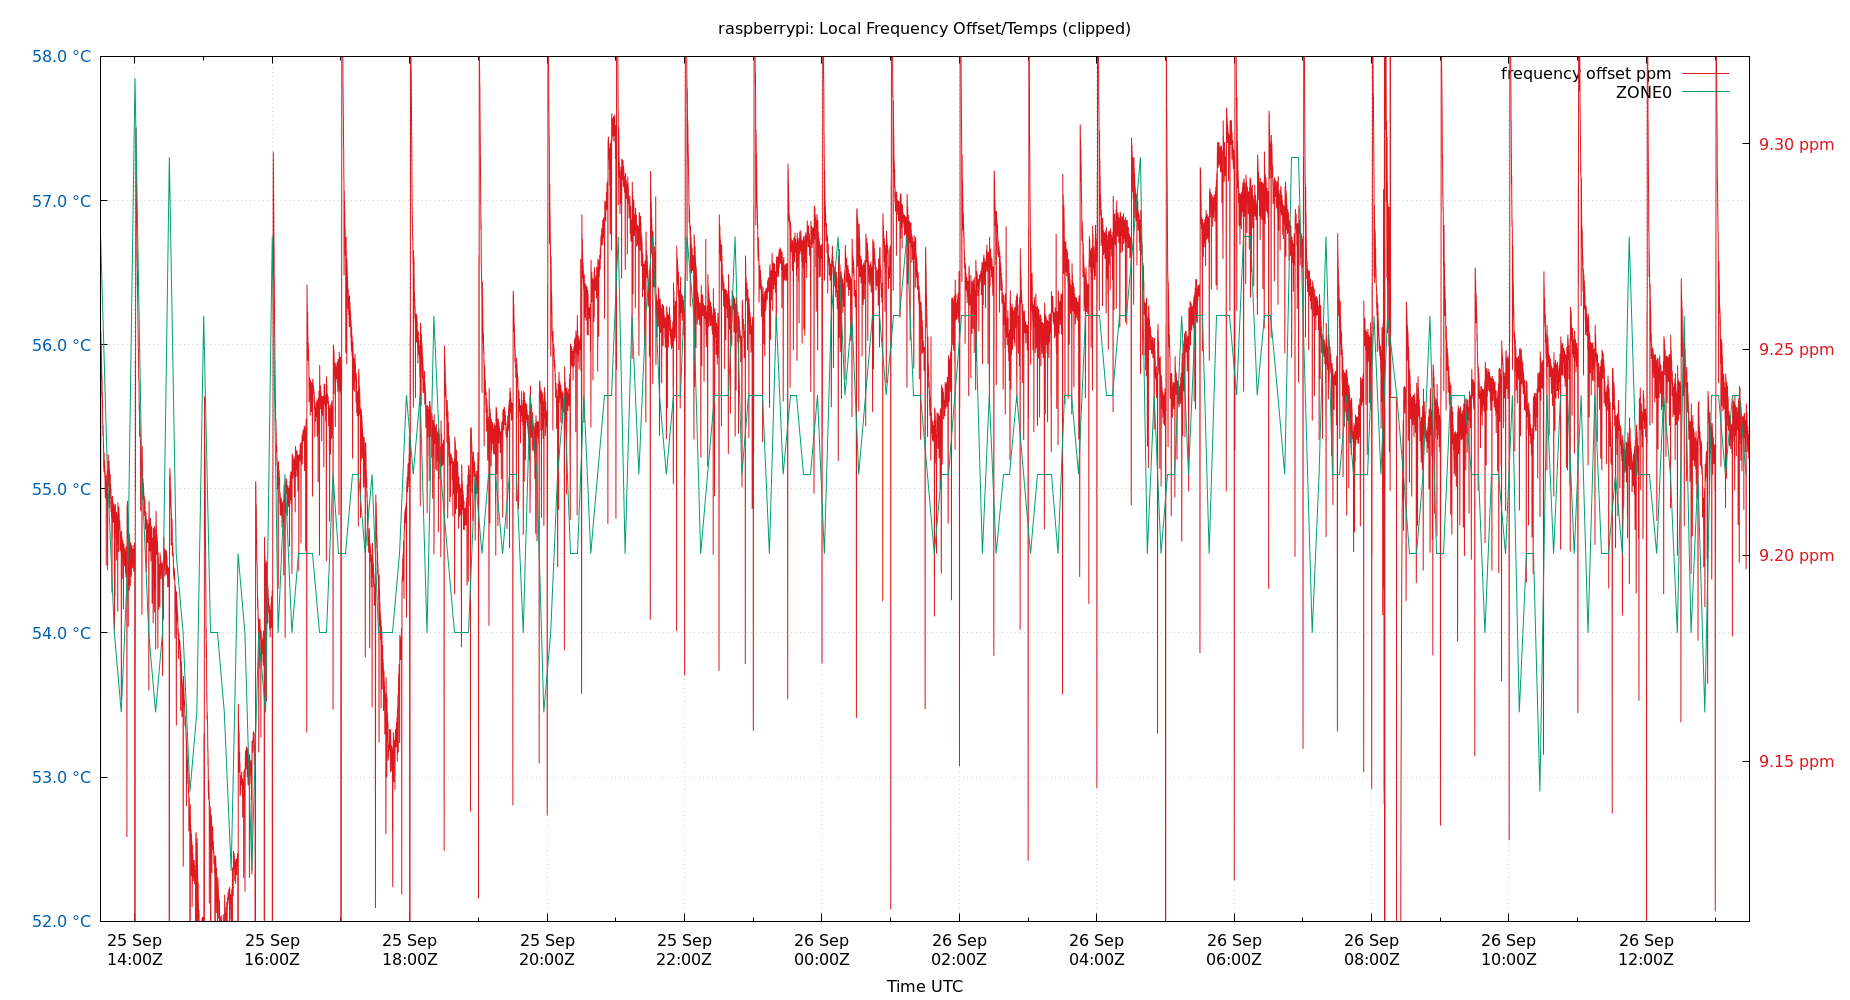 raspberrypi: Local Frequency Offset/Temps (clipped)
frequency offset ppm
ZONE0
58.0 °C
57.0 °C
56.0 °C
55.0 °C
54.0 °C
53.0 °C
52.0 °C
9.30 ppm
9.25 ppm
9.20 ppm
9.15 ppm
25 Sep
14:00Z
25 Sep
16:00Z
25 Sep
18:00Z
25 Sep
20:00Z
25 Sep
22:00Z
26 Sep
00:00Z
26 Sep
02:00Z
26 Sep
04:00Z
26 Sep
06:00Z
26 Sep
08:00Z
26 Sep
10:00Z
26 Sep
12:00Z
Time UTC